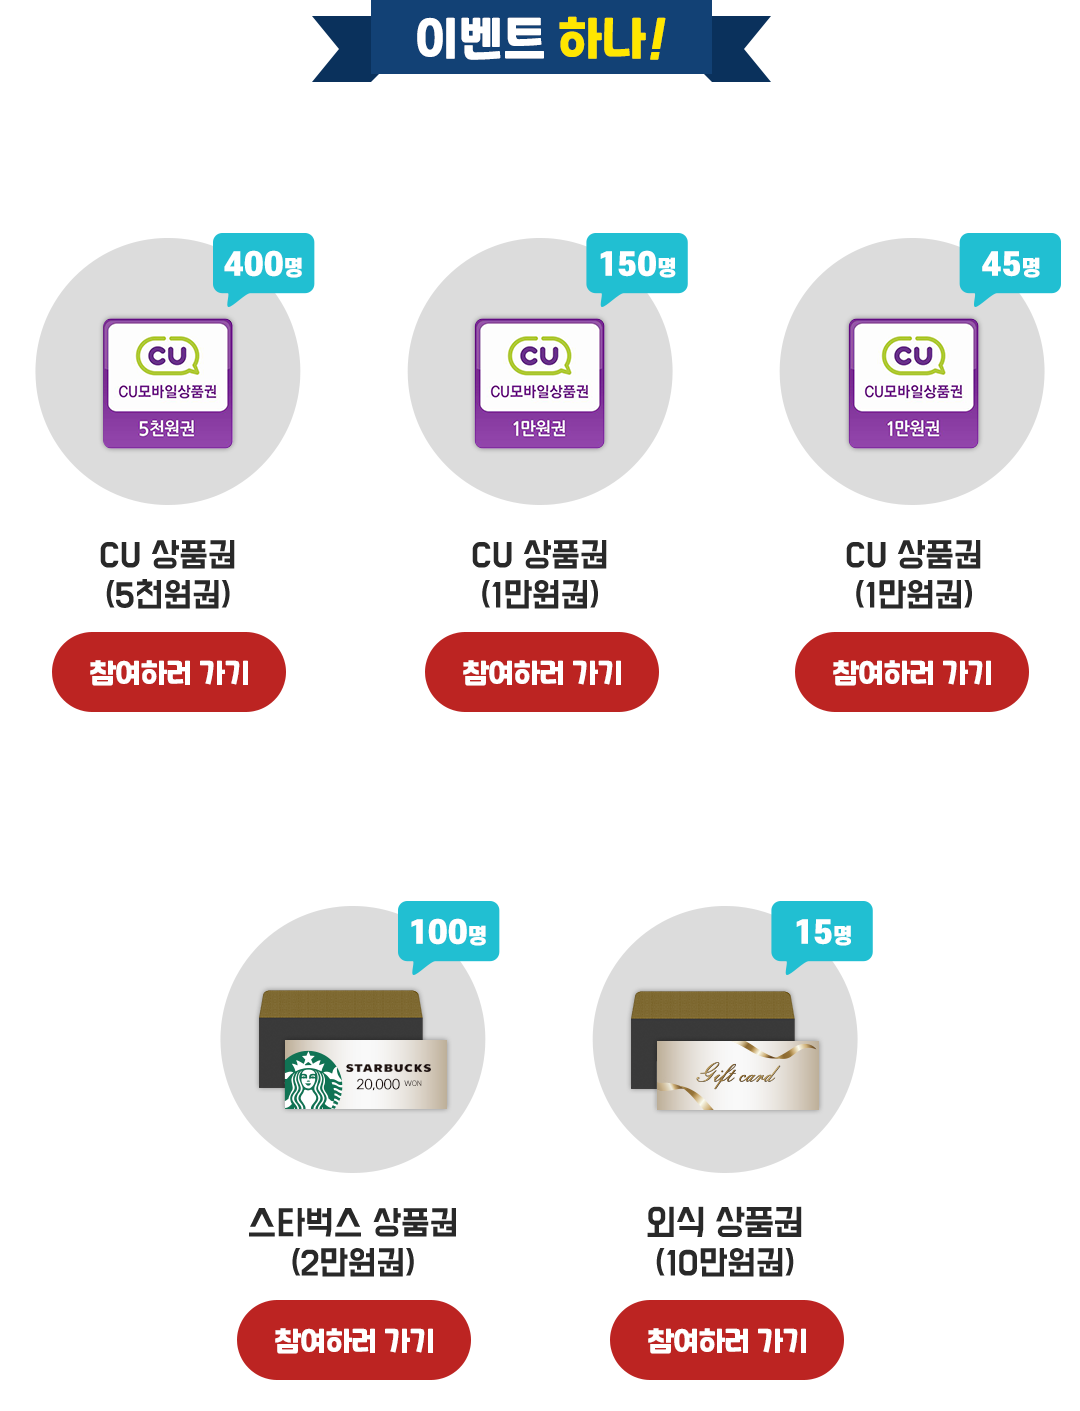 이벤트 하나!
400명
150명
45명
CU
CU모바일상품권
5천원권
CU
CU모바일상품권
1만원권
CU
CU모바일상품권
1만원권
CU 상품권
(5천원권)
CU 상품권
(1만원권)
CU 상품권
(1만원권)
참여하러 가기
참여하러 가기
참여하러 가기
100명
15명
STARBUCKS
20,000 WON
Gift card
스타벅스 상품권
(2만원권)
외식 상품권
(10만원권)
참여하러 가기
참여하러 가기